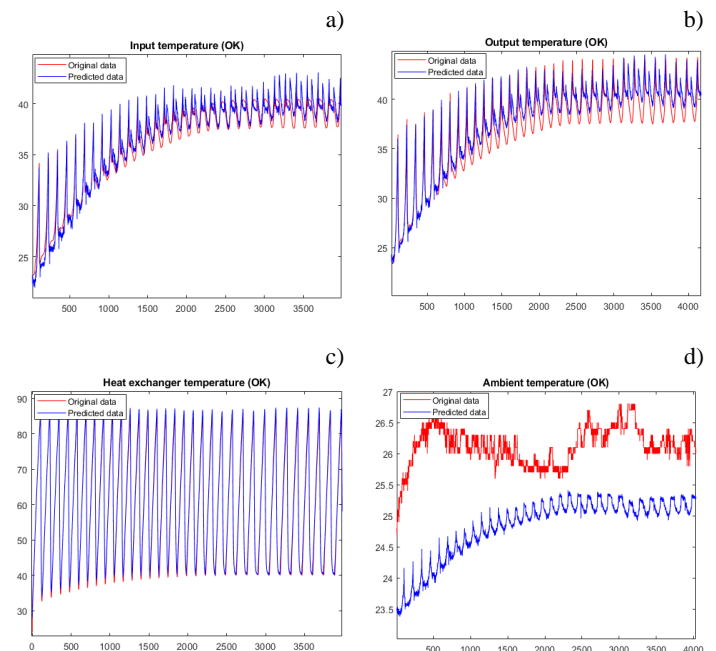 a)
Input temperature (OK)
Original data
Predicted data
40
35
30
25
500 1000 1500 2000 2500 3000 3500
b)
Output temperature (OK)
Original data
Predicted data
40
35
30
25
500 1000 1500 2000 2500 3000 3500 4000
c)
Heat exchanger temperature (OK)
Original data
Predicted data
90
80
70
60
50
40
30
0 500 1000 1500 2000 2500 3000 3500
d)
Ambient temperature (OK)
Original data
Predicted data
27
26.5
26
25.5
25
24.5
24
23.5
500 1000 1500 2000 2500 3000 3500 4000